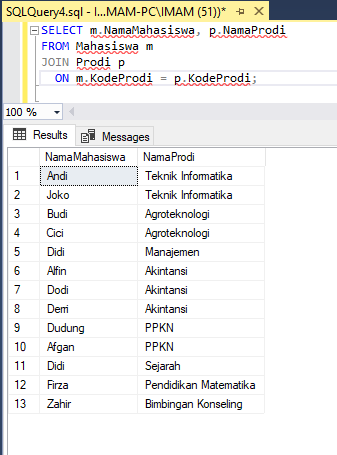 SQLQuery4.sql - I...MAM-PC\IMAM (51))*
SELECT m.NamaMahasiswa, p.NamaProdi
FROM Mahasiswa m
JOIN Prodi p
ON m.KodeProdi = p.KodeProdi;
100 %
Results Messages
NamaMahasiswa NamaProdi
1 Andi Teknik Informatika
2 Joko Teknik Informatika
3 Budi Agroteknologi
4 Cici Agroteknologi
5 Didi Manajemen
6 Alfin Akintansi
7 Dodi Akintansi
8 Derri Akintansi
9 Dudung PPKN
10 Afgan PPKN
11 Didi Sejarah
12 Firza Pendidikan Matematika
13 Zahir Bimbingan Konseling